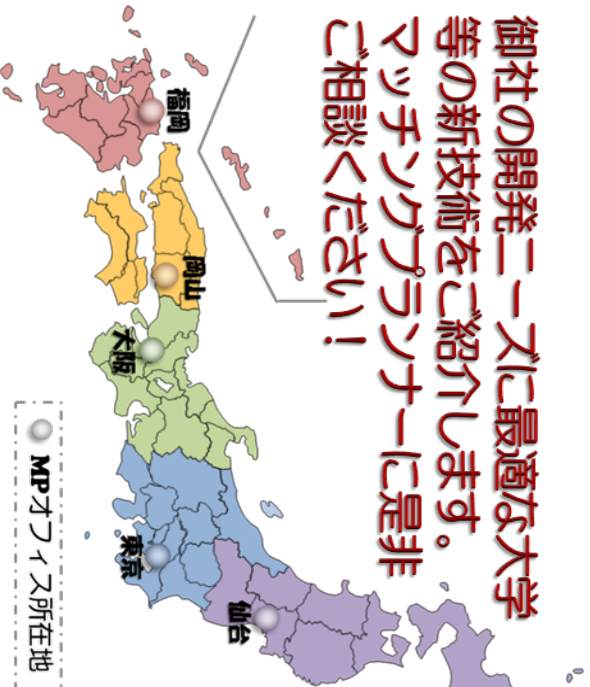 御社の開発ニーズに最適な大学
等の新技術をご紹介します。
マッチングプランナーに是非
ご相談ください！
福岡
岡山
大阪
東京
仙台
MPオフィス所在地